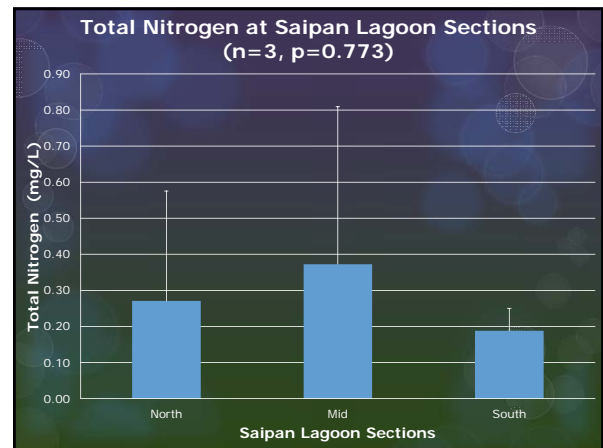 Total Nitrogen at Saipan Lagoon Sections
(n=3, p=0.773)
Total Nitrogen (mg/L)
0.90
0.80
0.70
0.60
0.50
0.40
0.30
0.20
0.10
0.00
North Mid South
Saipan Lagoon Sections